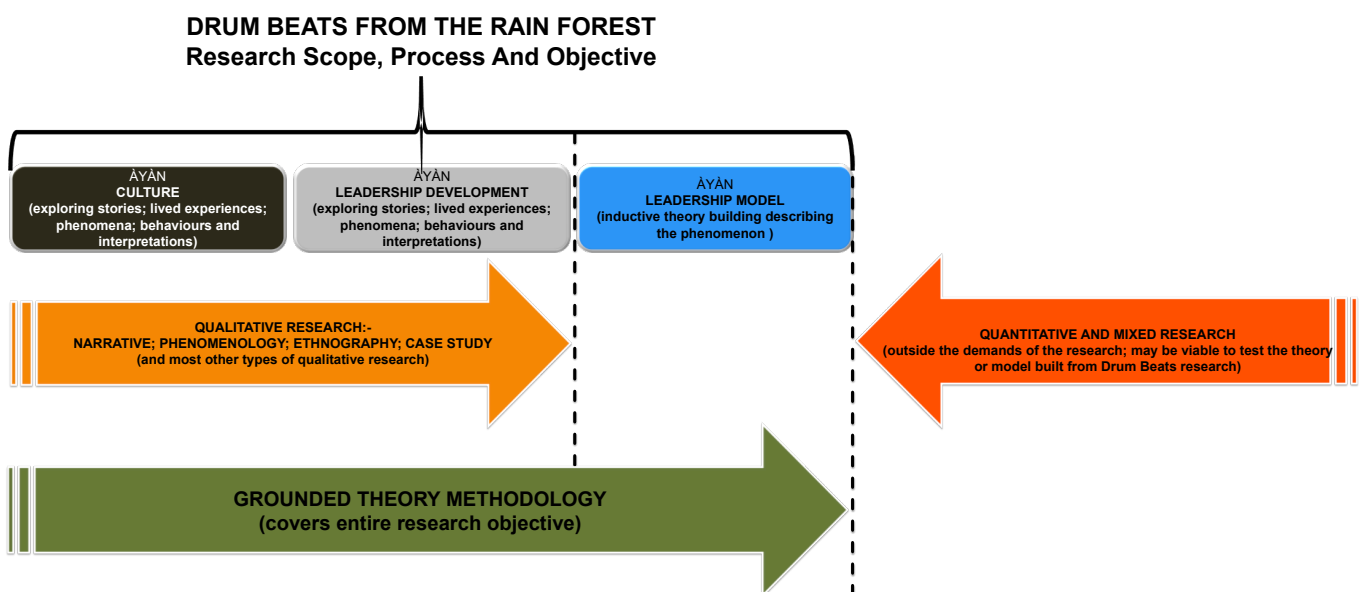 DRUM BEATS FROM THE RAIN FOREST
Research Scope, Process And Objective
ÀYÀN
CULTURE
(exploring stories; lived experiences;
phenomena; behaviours and
interpretations)
ÀYÀN
LEADERSHIP DEVELOPMENT
(exploring stories; lived experiences;
phenomena; behaviours and
interpretations)
ÀYÀN
LEADERSHIP MODEL
(inductive theory building describing
the phenomenon )
QUALITATIVE RESEARCH:-
NARRATIVE; PHENOMENOLOGY; ETHNOGRAPHY; CASE STUDY
(and most other types of qualitative research)
QUANTITATIVE AND MIXED RESEARCH
(outside the demands of the research; may be viable to test the theory
or model built from Drum Beats research)
GROUNDED THEORY METHODOLOGY
(covers entire research objective)